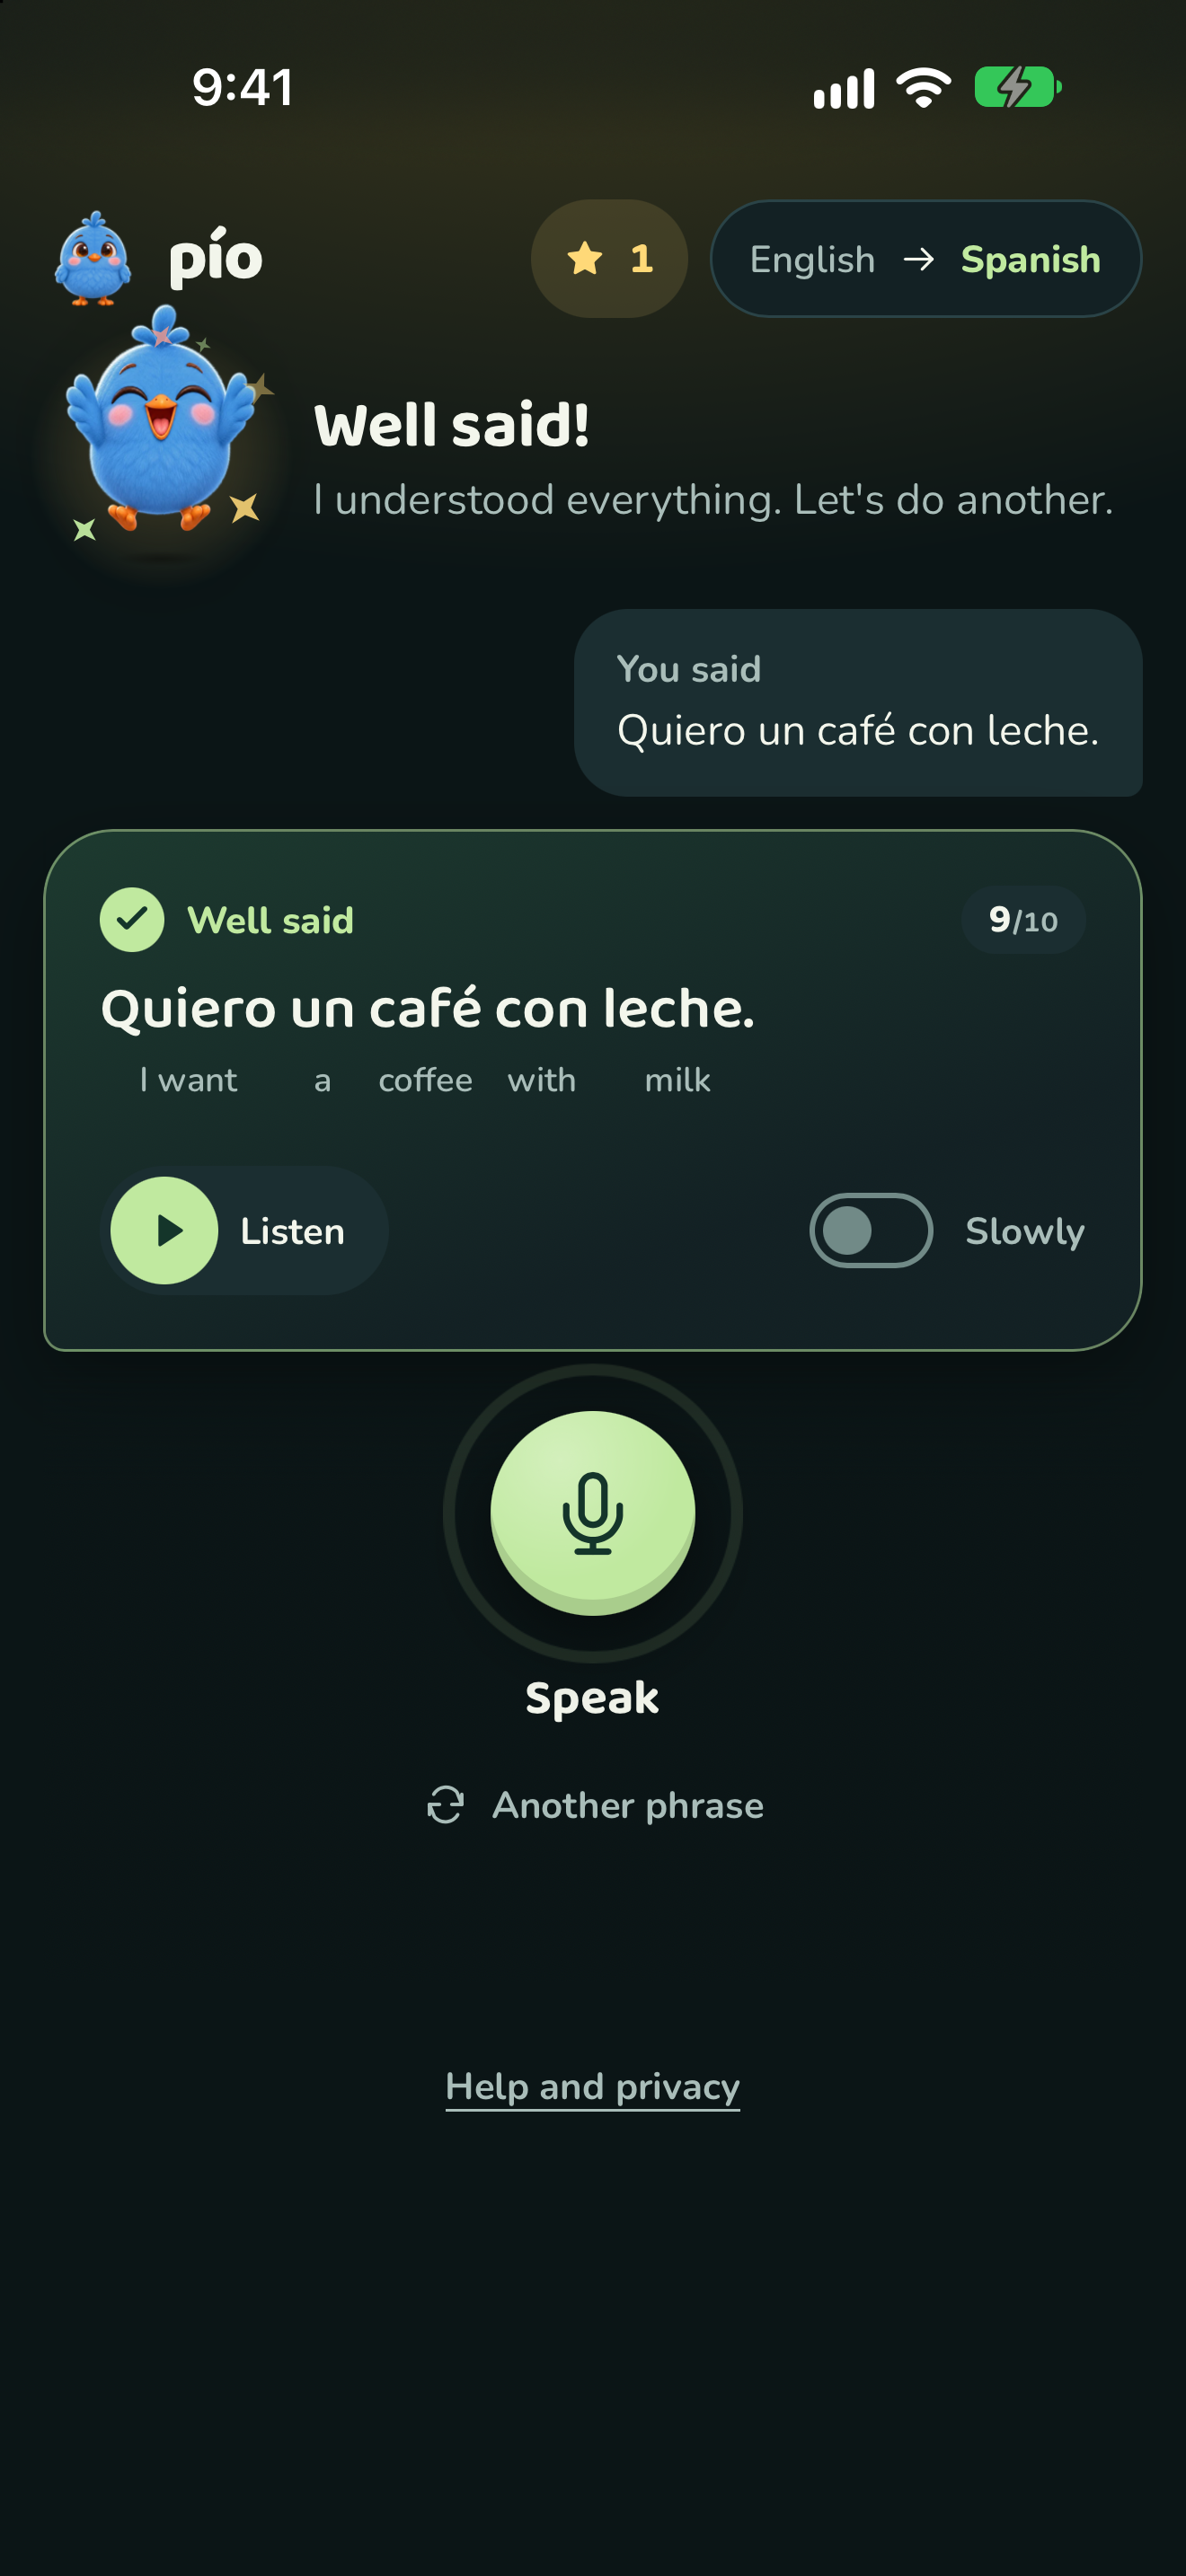 9:41
pío
1
English → Spanish
Well said!
I understood everything. Let's do another.
You said
Quiero un café con leche.
Well said
9/10
Quiero un café con leche.
I want a coffee with milk
Listen
Slowly
Speak
Another phrase
Help and privacy